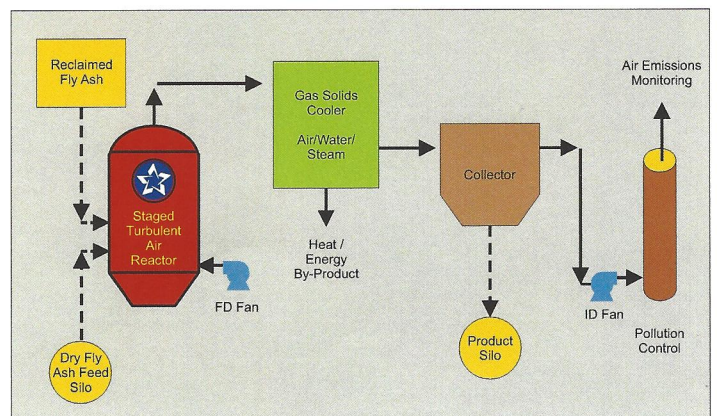 Reclaimed
Fly Ash
Gas Solids
Cooler
Air/Water/
Steam
Air Emissions
Monitoring
Staged
Turbulent
Air
Reactor
Collector
Heat /
Energy
By-Product
FD Fan
ID Fan
Dry Fly
Ash Feed
Silo
Product
Silo
Pollution
Control